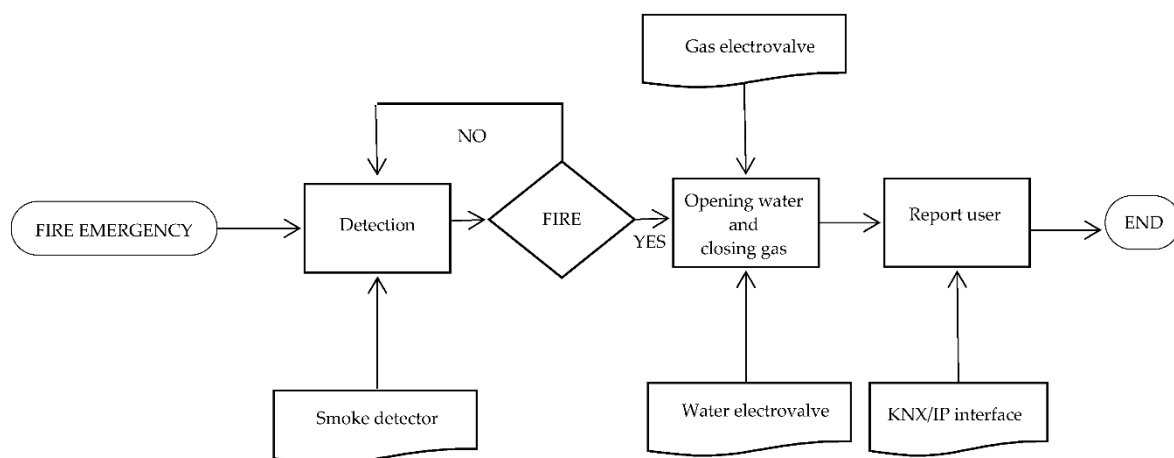 Gas electrovalve
NO
FIRE EMERGENCY
Detection
FIRE
YES
Opening water
and
closing gas
Report user
END
Smoke detector
Water electrovalve
KNX/IP interface